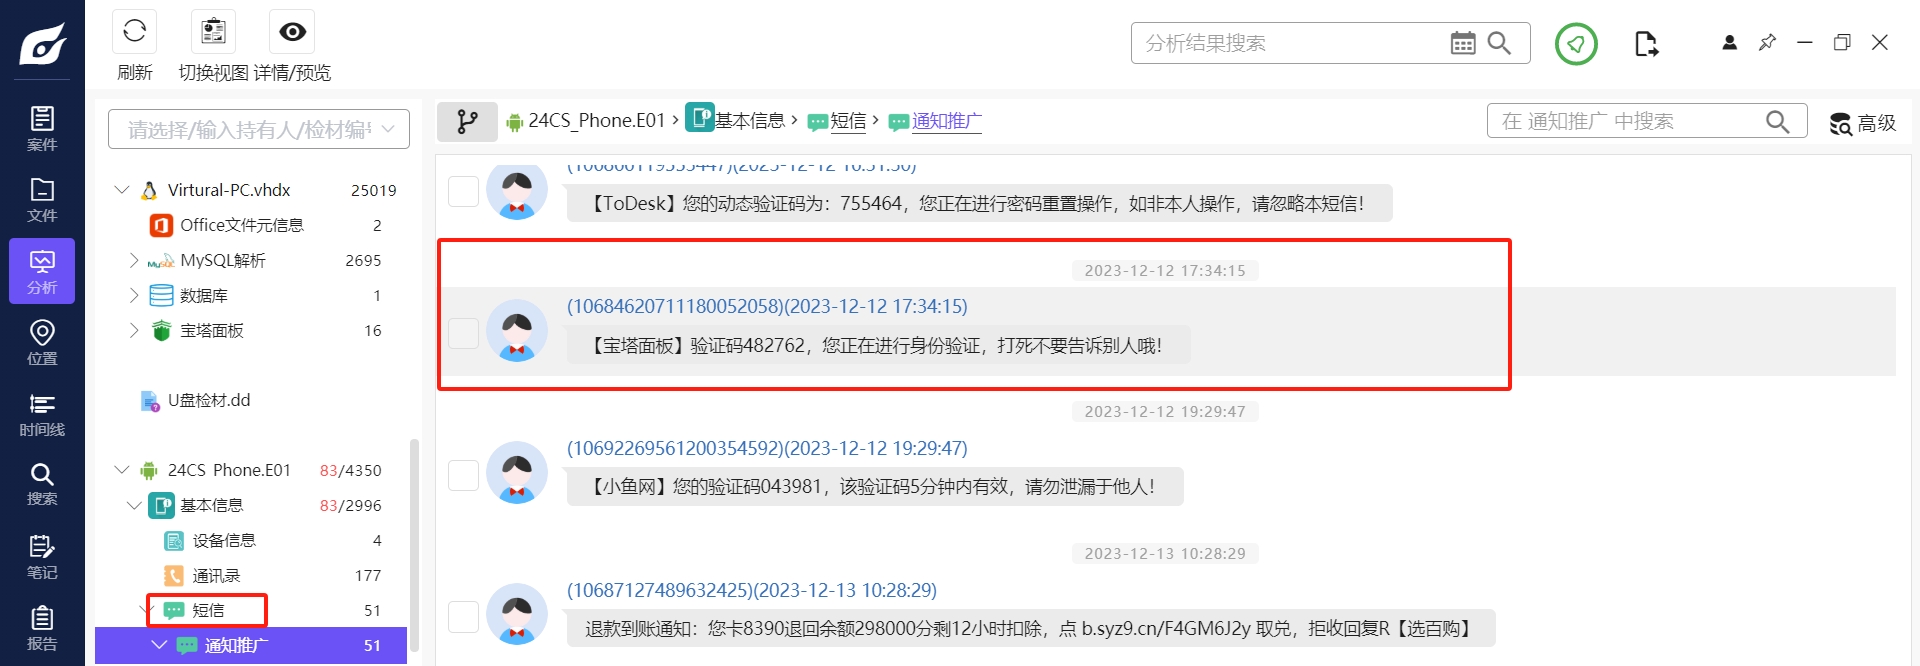 刷新
切换视图
详情/预览
分析结果搜索
案件
文件
分析
位置
时间线
搜索
笔记
报告
请选择/输入持有人/检材编号
Virtural-PC.vhdx 25019
Office文件元信息 2
MySQL解析 2695
数据库 1
宝塔面板 16
U盘检材.dd
24CS_Phone.E01 83/4350
基本信息 83/2996
设备信息 4
通讯录 177
短信 51
通知推广 51
24CS_Phone.E01 › 基本信息 › 短信 › 通知推广
在 通知推广 中搜索
高级
【ToDesk】您的动态验证码为：755464，您正在进行密码重置操作，如非本人操作，请忽略本短信！
2023-12-12 17:34:15
(10684620711180052058)(2023-12-12 17:34:15)
【宝塔面板】验证码482762，您正在进行身份验证，打死不要告诉别人哦！
2023-12-12 19:29:47
(10692269561200354592)(2023-12-12 19:29:47)
【小鱼网】您的验证码043981，该验证码5分钟内有效，请勿泄漏于他人！
2023-12-13 10:28:29
(10687127489632425)(2023-12-13 10:28:29)
退款到账通知：您卡8390退回余额298000分剩12小时扣除，点 b.syz9.cn/F4GM6J2y 取兑，拒收回复R【选百购】